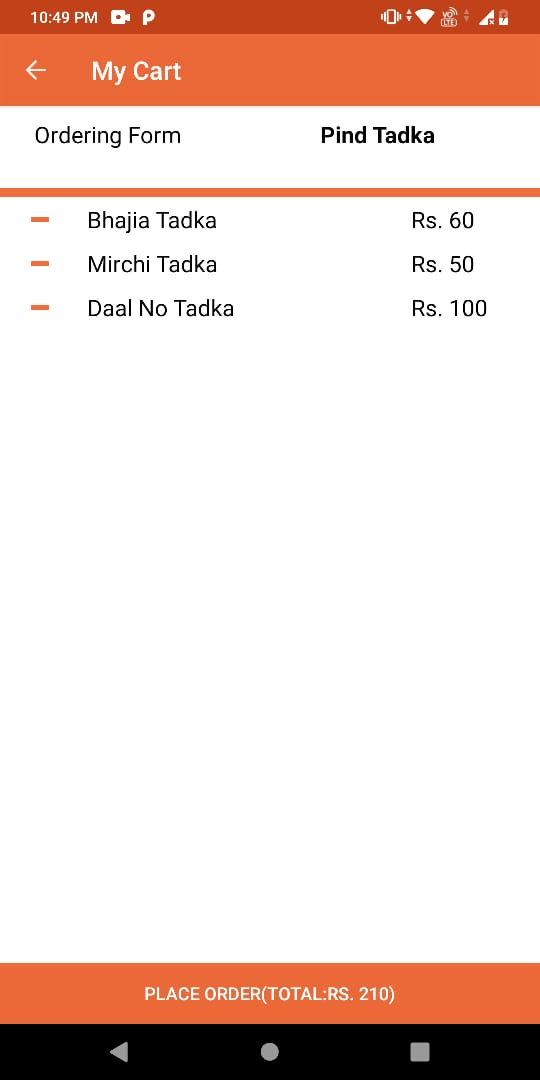 10:49 PM
My Cart
Ordering Form Pind Tadka
Bhajia Tadka Rs. 60
Mirchi Tadka Rs. 50
Daal No Tadka Rs. 100
PLACE ORDER(TOTAL:RS. 210)